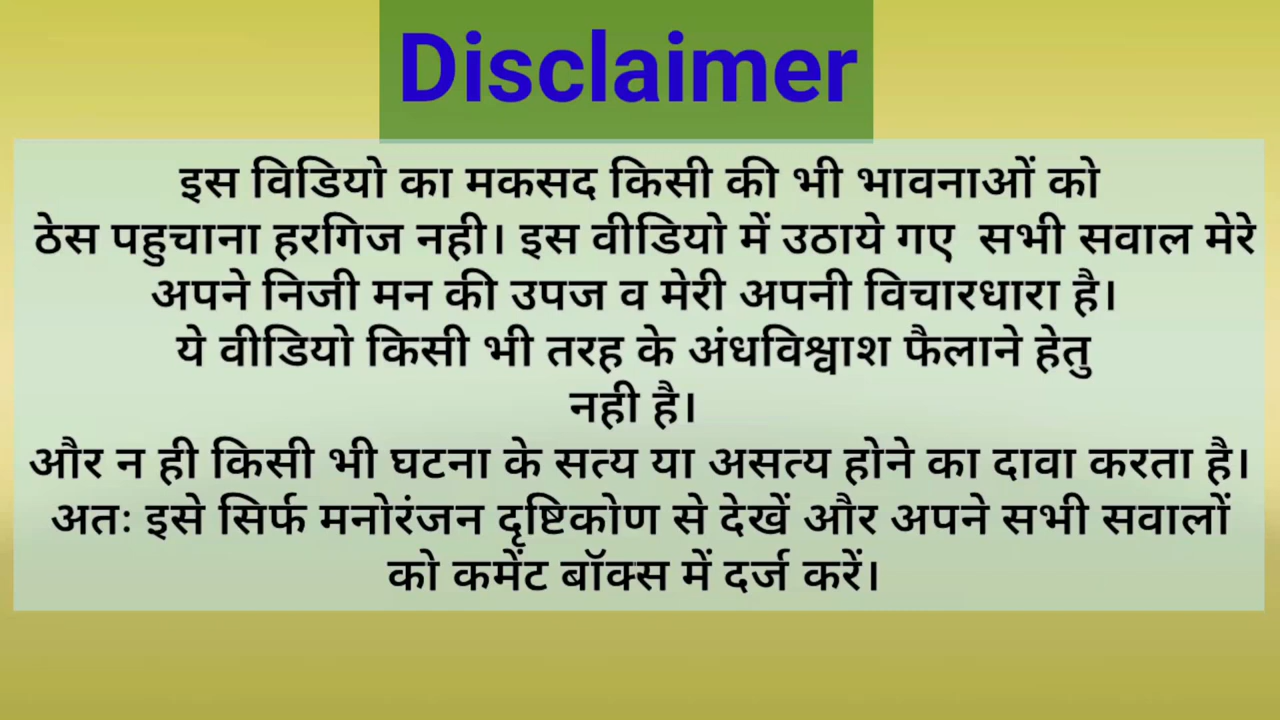 Disclaimer
इस विडियो का मकसद किसी की भी भावनाओं को
ठेस पहुचाना हरगिज नही। इस वीडियो में उठाये गए सभी सवाल मेरे
अपने निजी मन की उपज व मेरी अपनी विचारधारा है।
ये वीडियो किसी भी तरह के अंधविश्वाश फैलाने हेतु
नही है।
और न ही किसी भी घटना के सत्य या असत्य होने का दावा करता है।
अतः इसे सिर्फ मनोरंजन दृष्टिकोण से देखें और अपने सभी सवालों
को कमेंट बॉक्स में दर्ज करें।